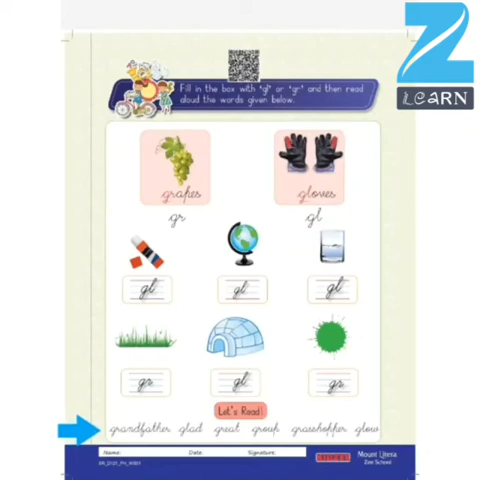 Z
LEARN
Fill in the box with 'gl' or 'gr' and then read
aloud the words given below.
grapes gloves
gr gl
gl gl gl
gr gl gr
Let's Read!
grandfather glad great group grasshopper glow
Name: Date: Signature:
Mount Litera
Zee School